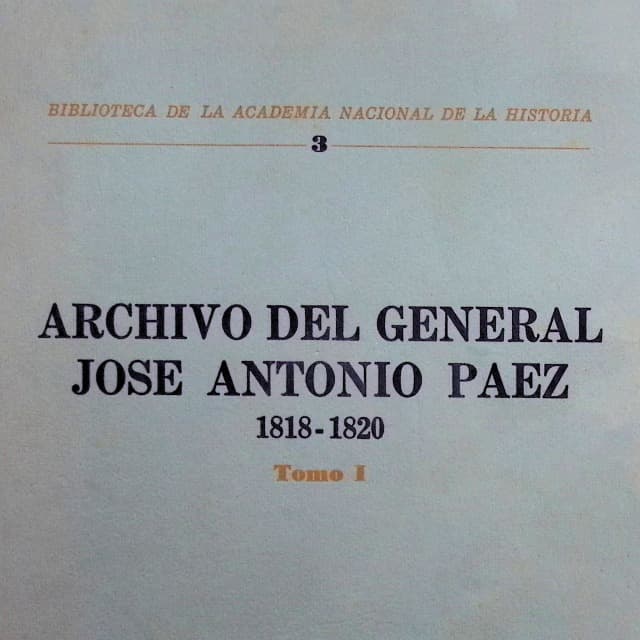 BIBLIOTECA DE LA ACADEMIA NACIONAL DE LA HISTORIA
3
ARCHIVO DEL GENERAL
JOSE ANTONIO PAEZ
1818-1820
Tomo I